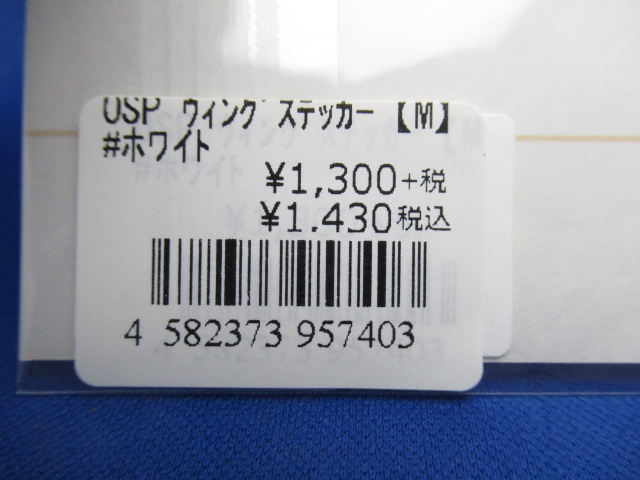 OSP ウィング ステッカー【M】
#ホワイト
¥1,300+税
¥1.430税込
4 582373 957403